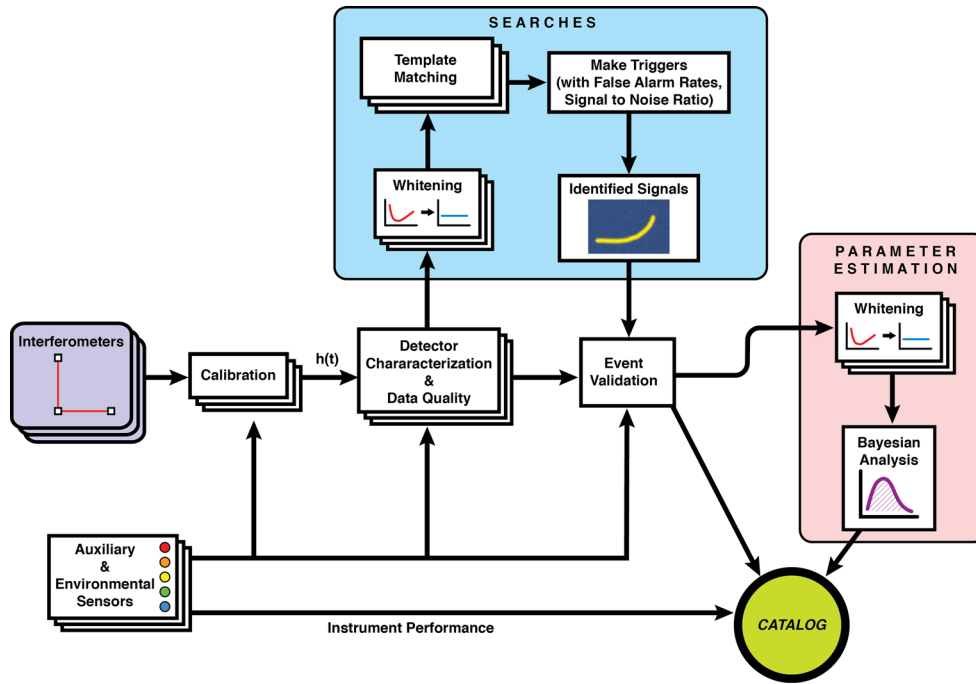 SEARCHES
Template
Matching
Make Triggers
(with False Alarm Rates,
Signal to Noise Ratio)
Whitening
Identified Signals
PARAMETER
ESTIMATION
Whitening
Interferometers
Calibration
h(t)
Detector
Chararacterization
&
Data Quality
Event
Validation
Bayesian
Analysis
Auxiliary
&
Environmental
Sensors
Instrument Performance
CATALOG